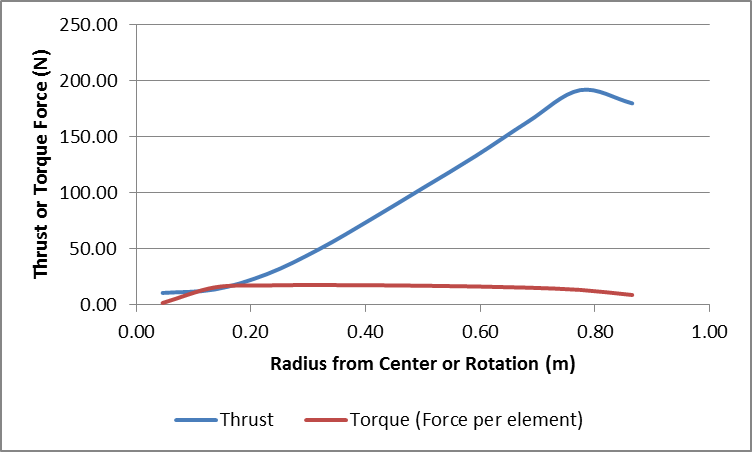 250.00
200.00
150.00
100.00
50.00
0.00
Thrust or Torque Force (N)
0.00 0.20 0.40 0.60 0.80 1.00
Radius from Center or Rotation (m)
Thrust Torque (Force per element)